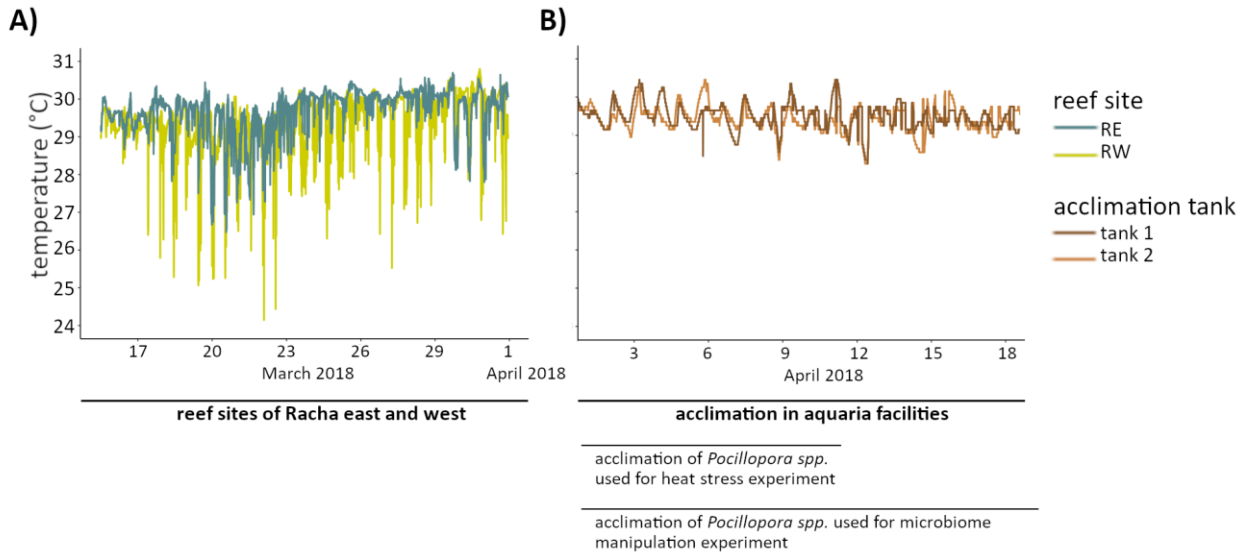 A)
B)
temperature (°C)
31
30
29
28
27
26
25
24
17 20 23 26 29 1
March 2018 April 2018
reef sites of Racha east and west
3 6 9 12 15 18
April 2018
acclimation in aquaria facilities
acclimation of Pocillopora spp.
used for heat stress experiment
acclimation of Pocillopora spp. used for microbiome
manipulation experiment
reef site
RE
RW
acclimation tank
tank 1
tank 2